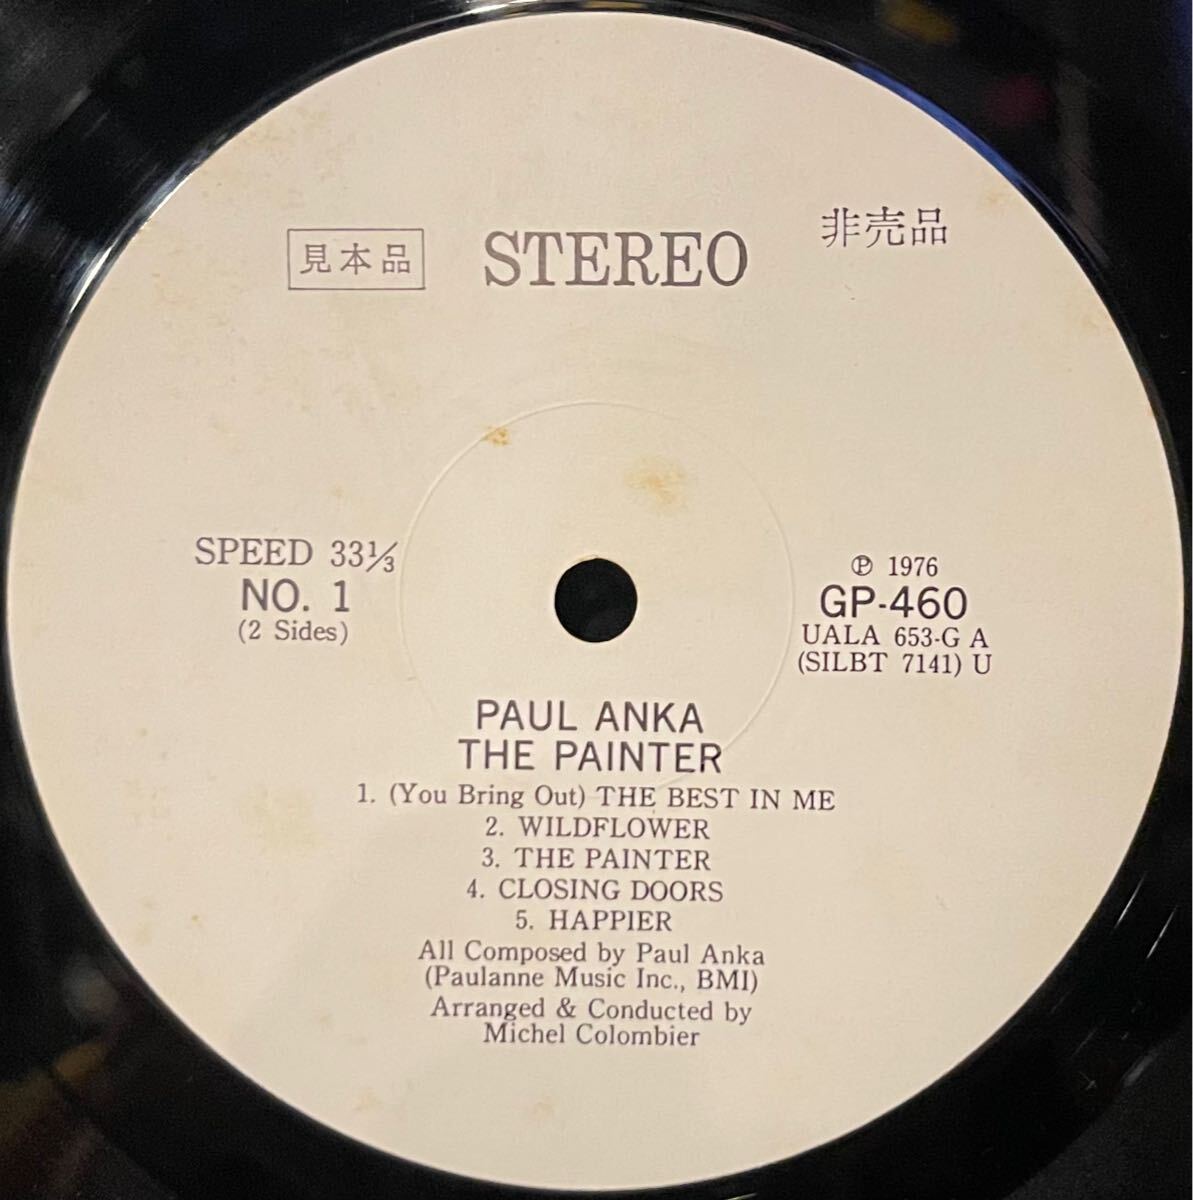 見本品 STEREO 非売品
SPEED 33⅓
NO. 1
(2 Sides)
Ⓟ 1976
GP-460
UALA 653-G A
(SILBT 7141) U
PAUL ANKA
THE PAINTER
1. (You Bring Out) THE BEST IN ME
2. WILDFLOWER
3. THE PAINTER
4. CLOSING DOORS
5. HAPPIER
All Composed by Paul Anka
(Paulanne Music Inc., BMI)
Arranged & Conducted by
Michel Colombier